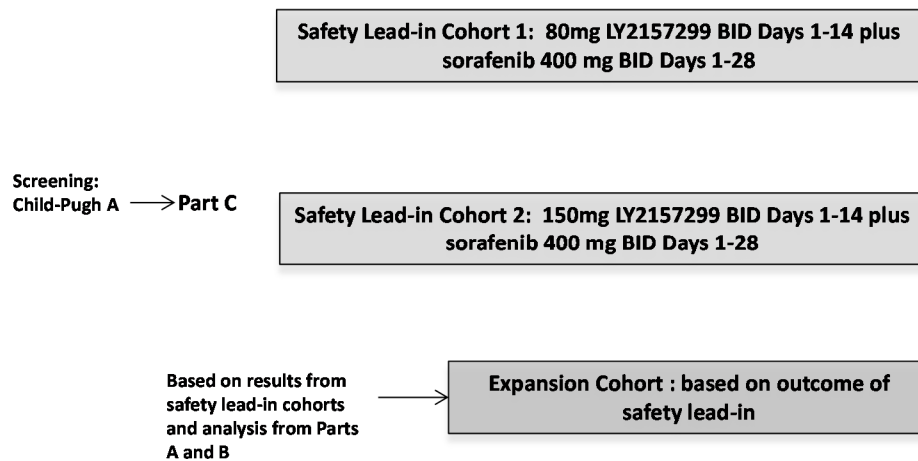 Safety Lead-in Cohort 1:  80mg LY2157299 BID Days 1-14 plus
sorafenib 400 mg BID Days 1-28
Screening:
Child-Pugh A
Part C
Safety Lead-in Cohort 2:  150mg LY2157299 BID Days 1-14 plus
sorafenib 400 mg BID Days 1-28
Based on results from
safety lead-in cohorts
and analysis from Parts
A and B
Expansion Cohort : based on outcome of
safety lead-in